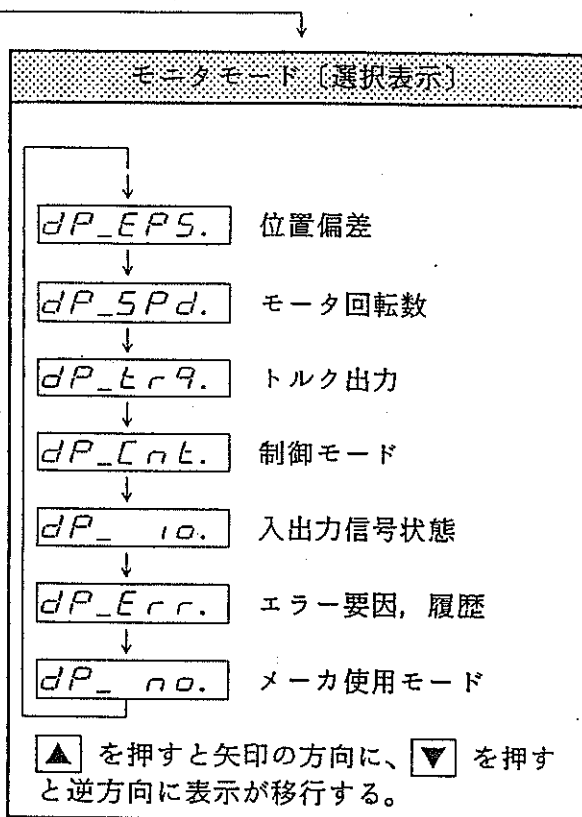 モニタモード〔選択表示〕
dP_EPS. 位置偏差
dP_SPd. モータ回転数
dP_trq. トルク出力
dP_Cnt. 制御モード
dP_ io. 入出力信号状態
dP_Err. エラー要因，履歴
dP_ no. メーカ使用モード
▲ を押すと矢印の方向に、▼ を押す
と逆方向に表示が移行する。